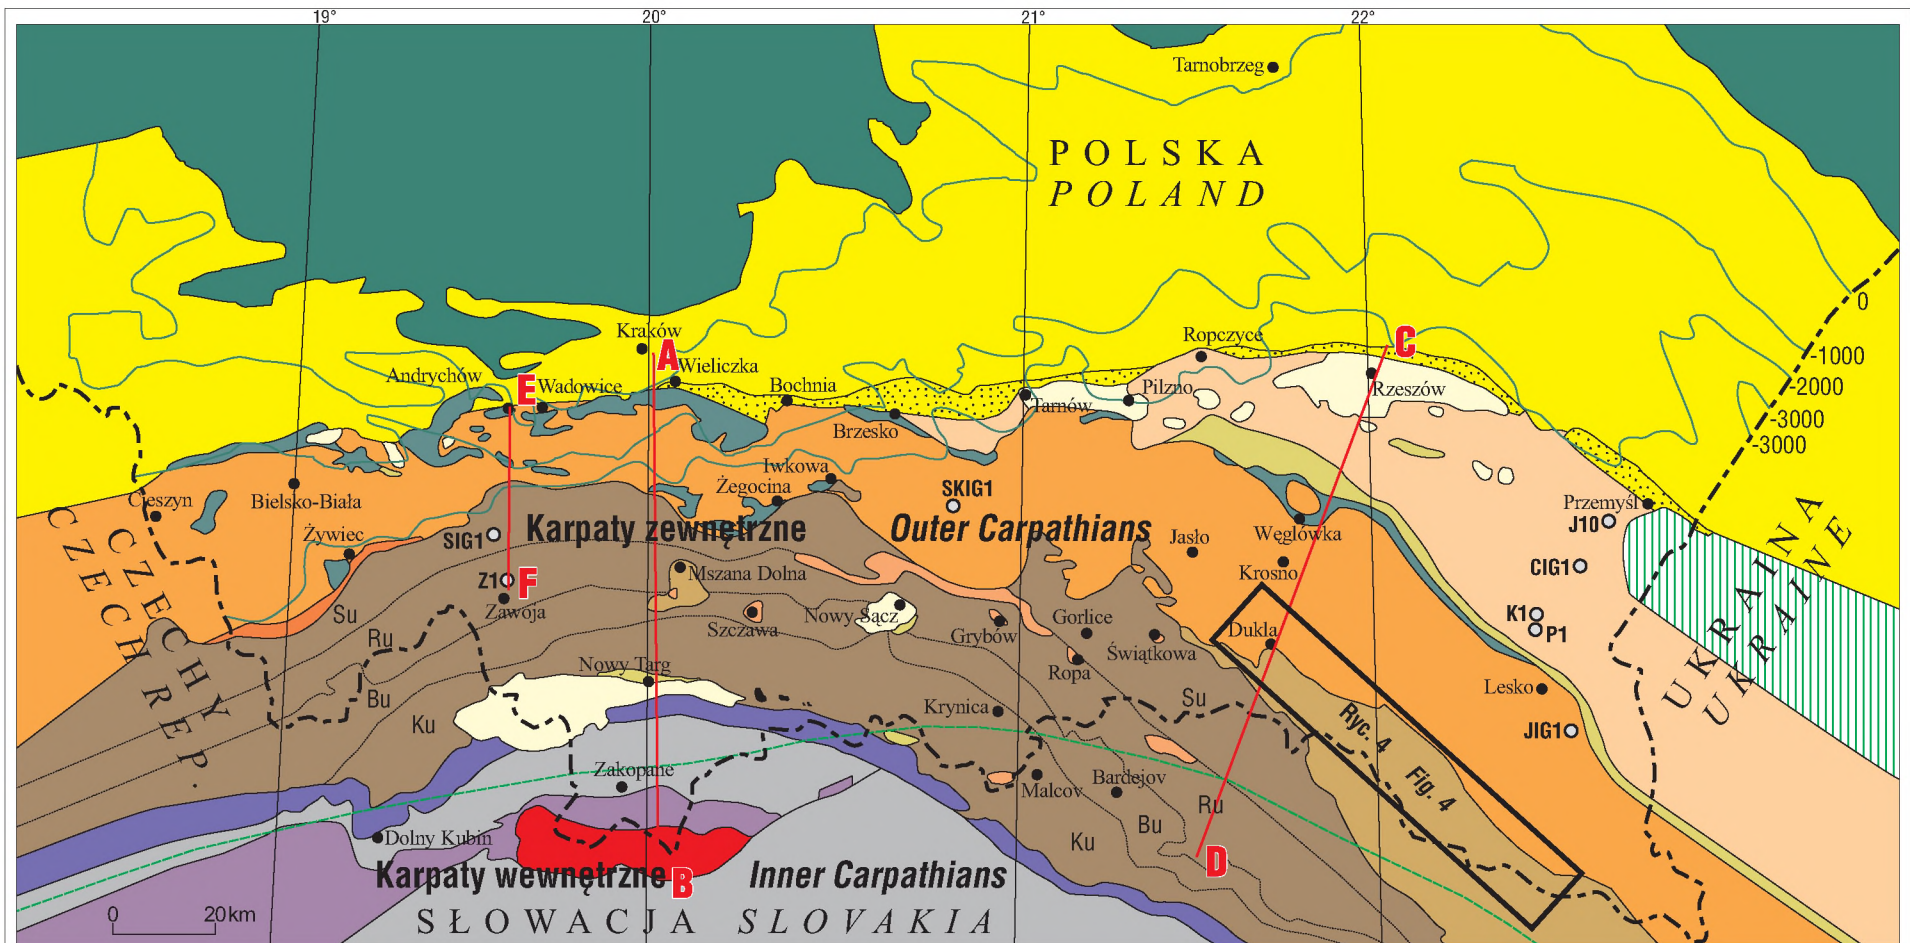 19° 20° 21° 22°
Tarnobrzeg
POLSKA
POLAND
0
Kraków
A
Wieliczka
Ropczyce
C
-1000
Andrychów
E
Wadowice
Bochnia
Pilzno
Rzeszów
-2000
Tarnów
-3000
Brzesko
-3000
Iwkowa
Żegocina
SKIG1
Cieszyn
Bielsko-Biała
Przemyśl
J10
Żywiec
SIG1
Karpaty zewnętrzne
Outer Carpathians
Jasło
Węglówka
Krosno
CIG1
CZECHY
CZECH REP.
UKRAINA
UKRAINE
Z1
F
Zawoja
Mszana Dolna
Su
Ru
Szczawa
Nowy Sącz
Grybów
Gorlice
Dukla
K1
P1
Świątkowa
Ropa
Nowy Targ
Bu
Ku
Krynica
Su
Lesko
Ryc. 4
Fig. 4
JIG1
Zakopane
Malcov
Bardejov
Ru
Bu
Ku
Dolny Kubin
D
Karpaty wewnętrzne
B
Inner Carpathians
0 20 km
SŁOWACJA
SLOVAKIA